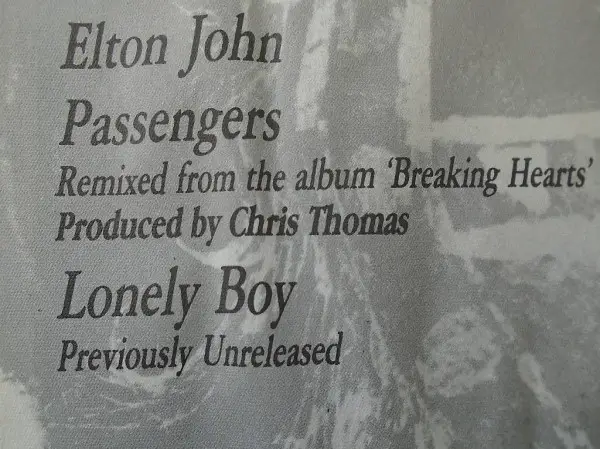 Elton John
Passengers
Remixed from the album ‘Breaking Hearts’
Produced by Chris Thomas
Lonely Boy
Previously Unreleased